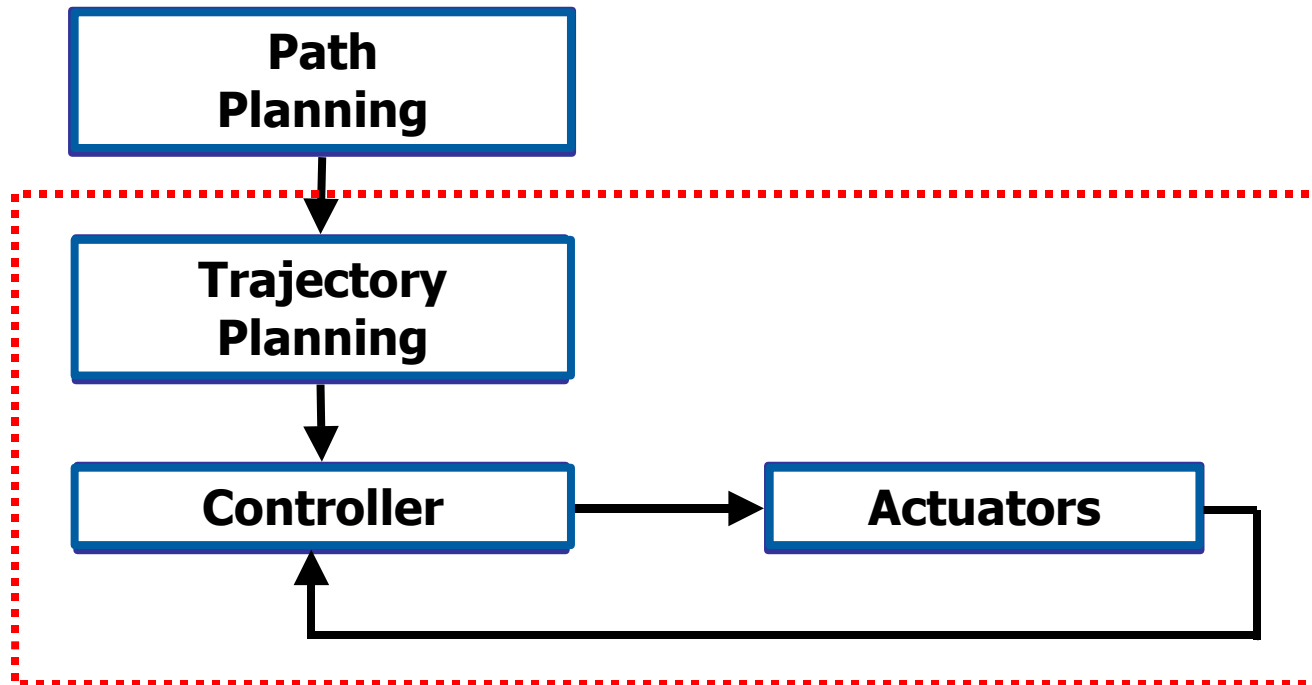 Path
Planning
Trajectory
Planning
Controller
Actuators